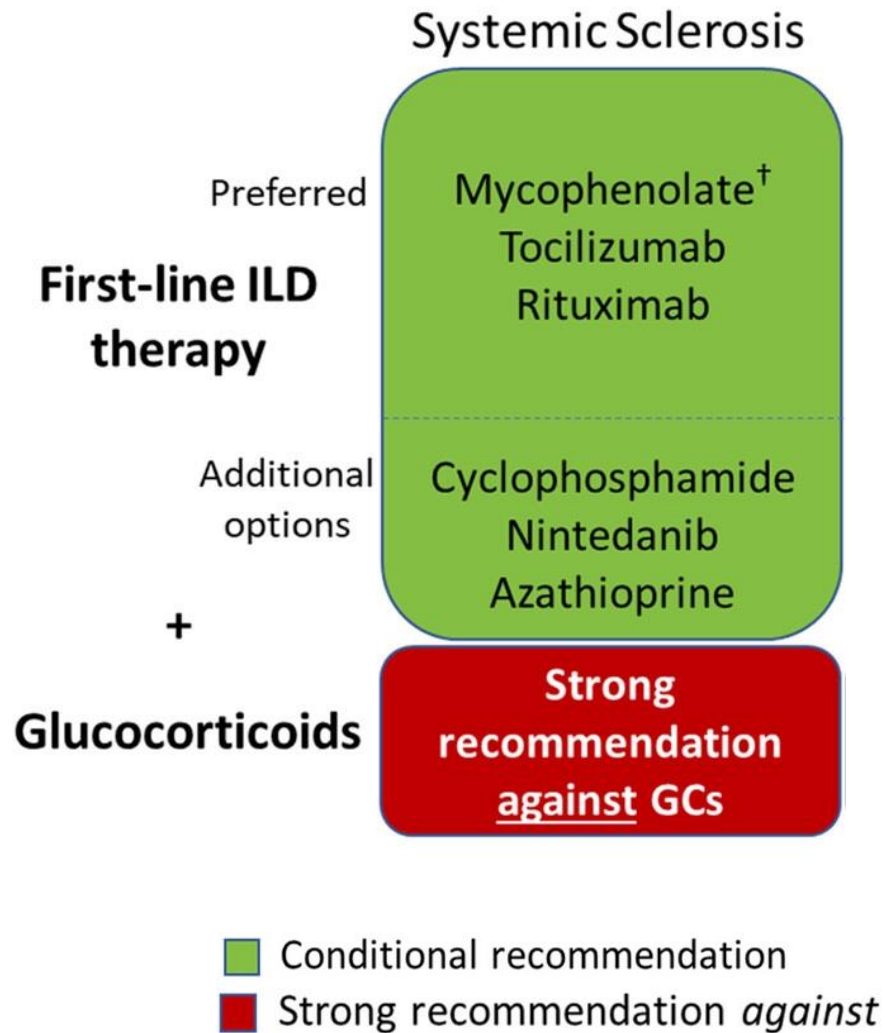 Systemic Sclerosis
Preferred
Mycophenolate†
Tocilizumab
Rituximab
First-line ILD
therapy
Additional
options
Cyclophosphamide
Nintedanib
Azathioprine
+
Glucocorticoids
Strong
recommendation
against GCs
Conditional recommendation
Strong recommendation against